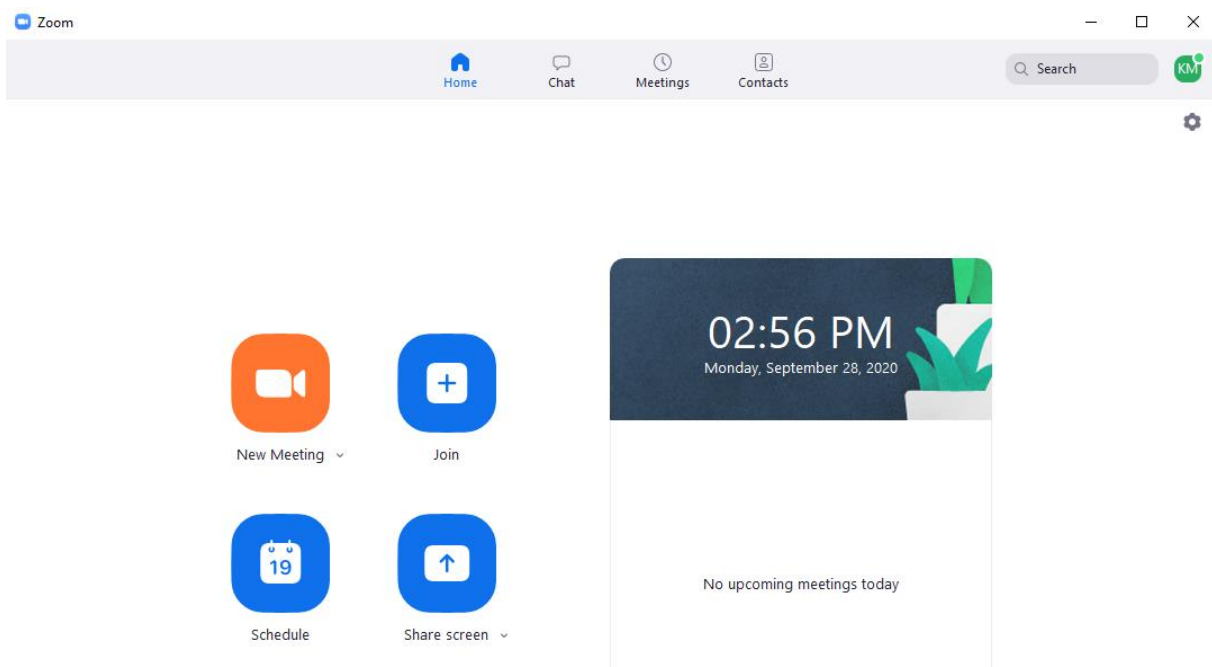 Zoom
Home
Chat
Meetings
Contacts
Search
KM
02:56 PM
Monday, September 28, 2020
New Meeting
Join
19
Schedule
Share screen
No upcoming meetings today